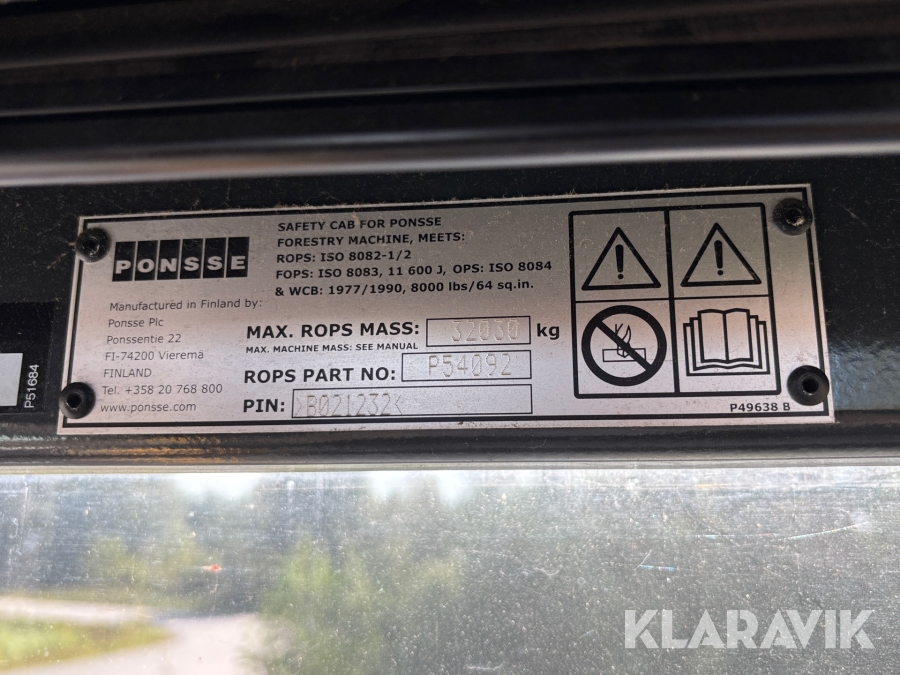 PONSSE
Manufactured in Finland by:
Ponsse Plc
Ponssentie 22
FI-74200 Vieremä
FINLAND
Tel. +358 20 768 800
www.ponsse.com
SAFETY CAB FOR PONSSE
FORESTRY MACHINE, MEETS:
ROPS: ISO 8082-1/2
FOPS: ISO 8083, 11 600 J, OPS: ISO 8084
& WCB: 1977/1990, 8000 lbs/64 sq.in.
MAX. ROPS MASS: 32030 kg
MAX. MACHINE MASS: SEE MANUAL
ROPS PART NO: P54092
PIN: >B021232<
P49638 B
P51684
KLARAVIK